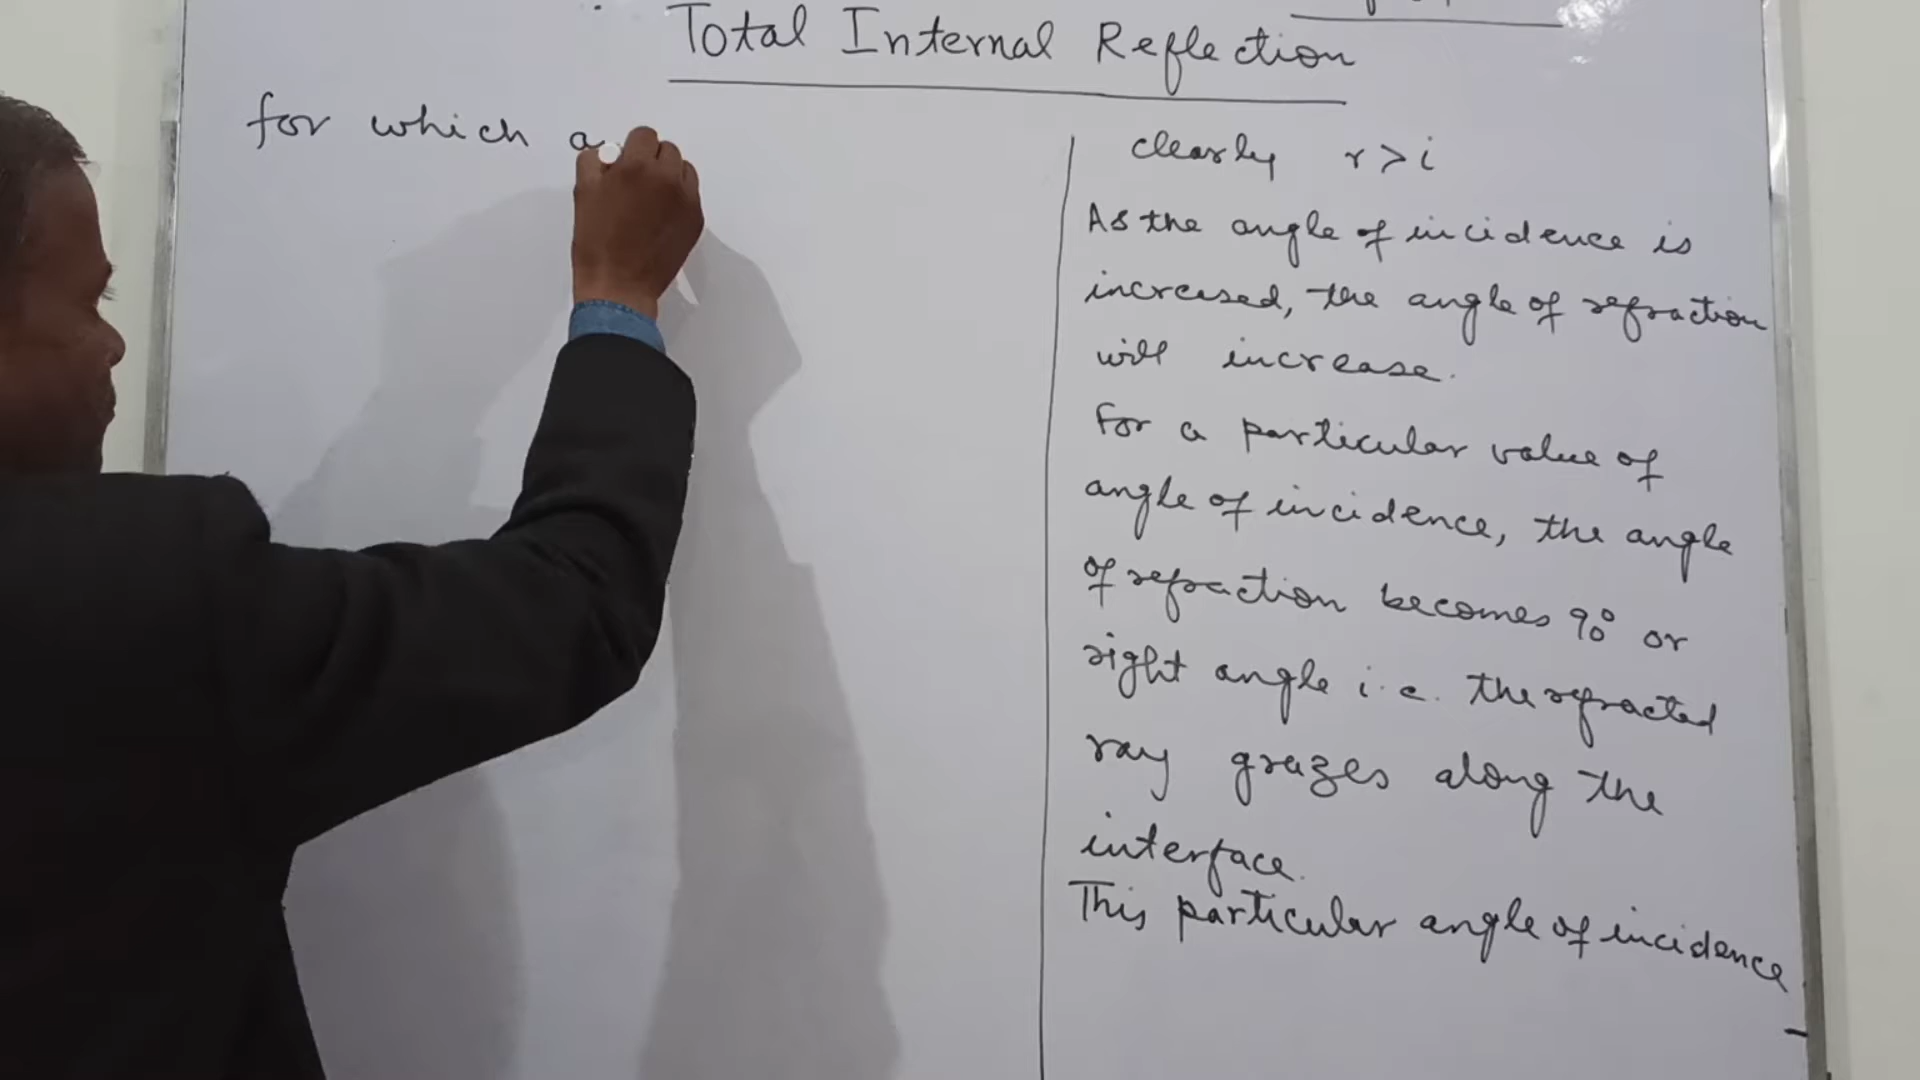 Total Internal Reflection
for which a
clearly r > i
As the angle of incidence is
increased, the angle of refraction
will increase.
For a particular value of
angle of incidence, the angle
of refraction becomes 90° or
right angle i.e. the refracted
ray grazes along the
interface.
This particular angle of incidence